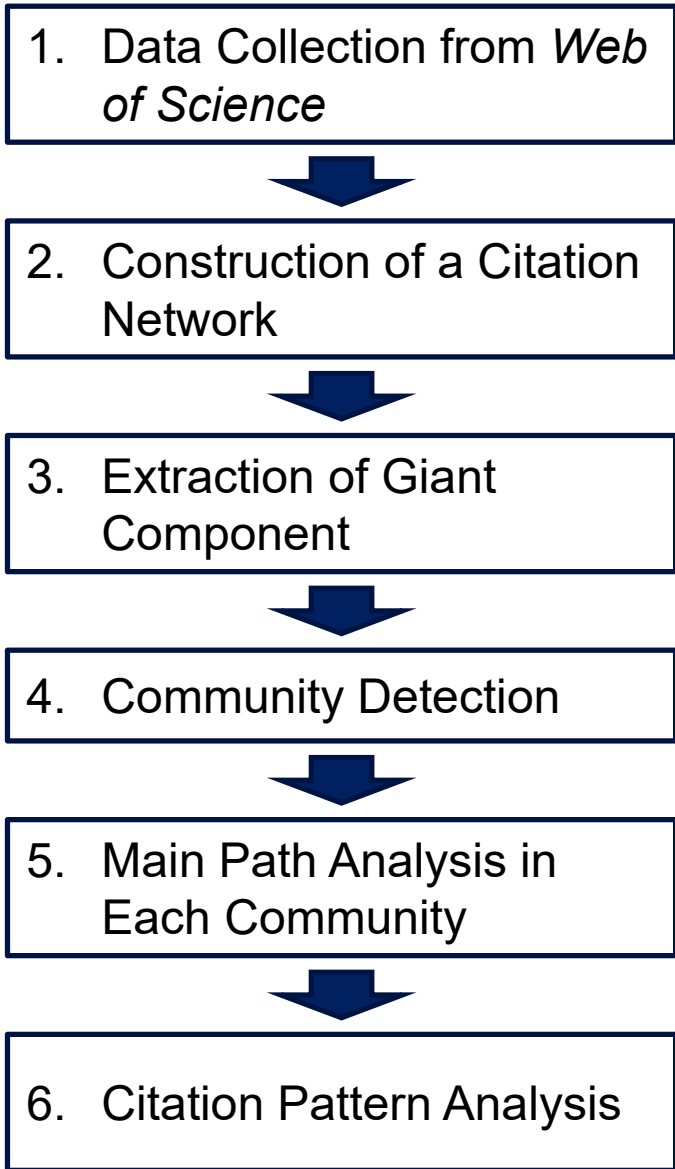 1. Data Collection from Web
of Science
2. Construction of a Citation
Network
3. Extraction of Giant
Component
4. Community Detection
5. Main Path Analysis in
Each Community
6. Citation Pattern Analysis